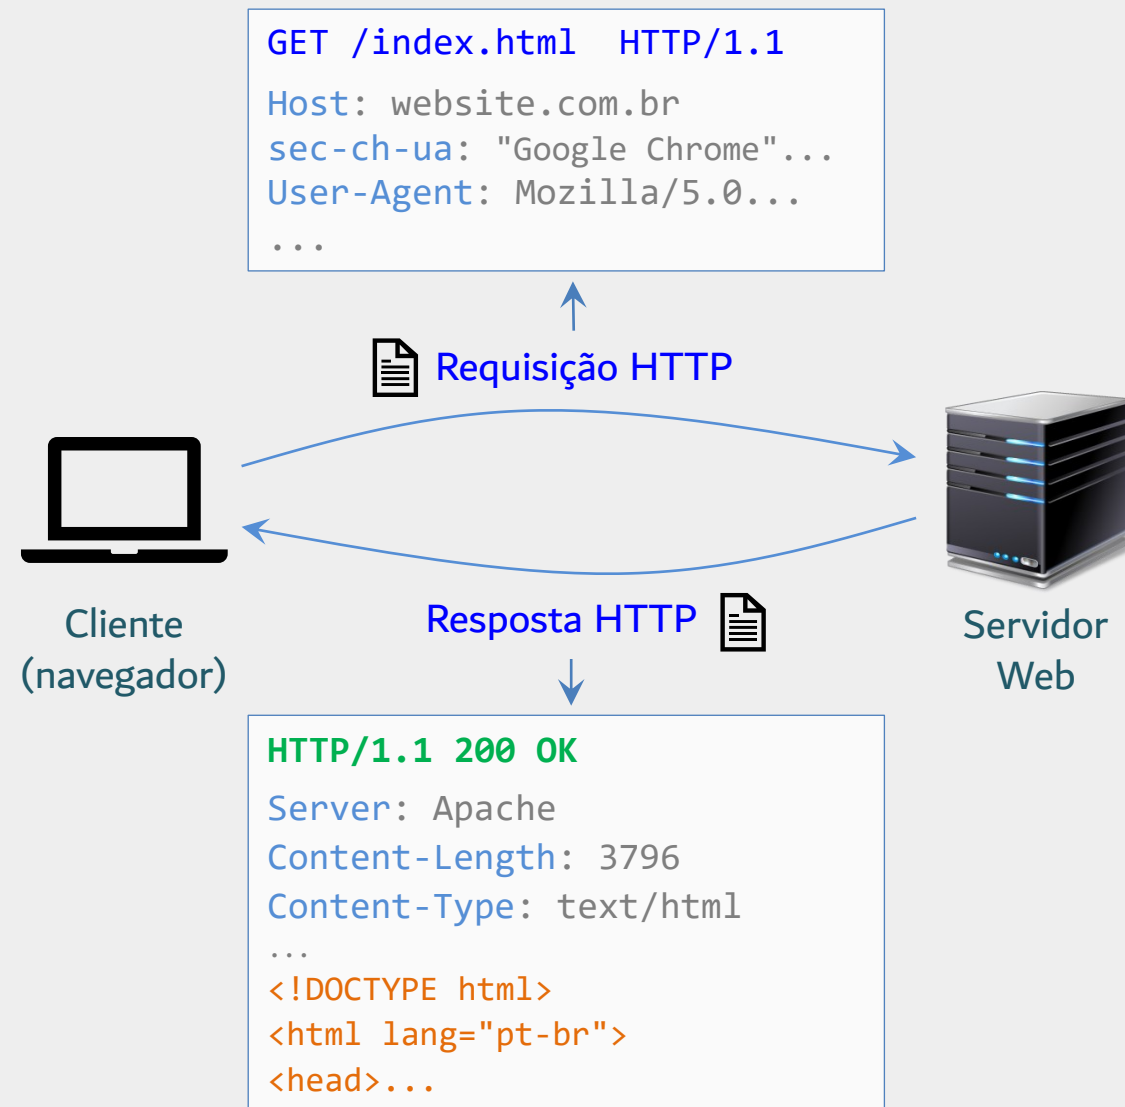 GET /index.html  HTTP/1.1
Host: website.com.br
sec-ch-ua: "Google Chrome"...
User-Agent: Mozilla/5.0...
...
Requisição HTTP
Cliente
(navegador)
Servidor
Web
Resposta HTTP
HTTP/1.1 200 OK
Server: Apache
Content-Length: 3796
Content-Type: text/html
...
<!DOCTYPE html>
<html lang="pt-br">
<head>...